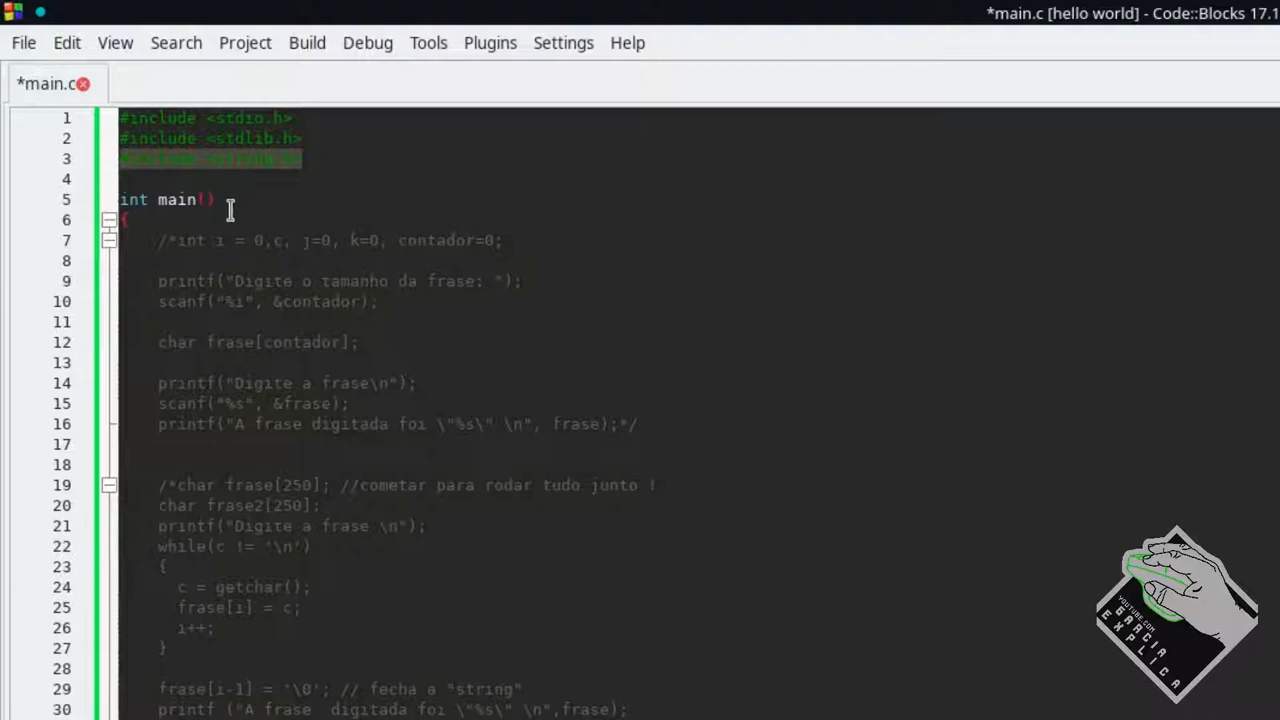 *main.c [hello world] - Code::Blocks 17.1
File Edit View Search Project Build Debug Tools Plugins Settings Help
*main.c
1 #include <stdio.h>
2 #include <stdlib.h>
3 #include
4
5 int main!)
6 {
7 /*int i = 0,c, j=0, k=0, contador=0;
8
9 printf("Digite o tamanho da frase: ");
10 scanf("%i", &contador);
11
12 char frase[contador];
13
14 printf("Digite a frase\n");
15 scanf("%s", &frase);
16 printf("A frase digitada foi \"%s\" \n", frase);*/
17
18
19 /*char frase[250]; //cometar para rodar tudo junto !
20 char frase2[250];
21 printf("Digite a frase \n");
22 while(c != '\n')
23 {
24 c = getchar();
25 frase[i] = c;
26 i++;
27 }
28
29 frase[i-1] = '\0'; // fecha a "string"
30 printf ("A frase  digitada foi \"%s\" \n",frase);
YOUTUBE.COM
GARCIA
EXPLICA